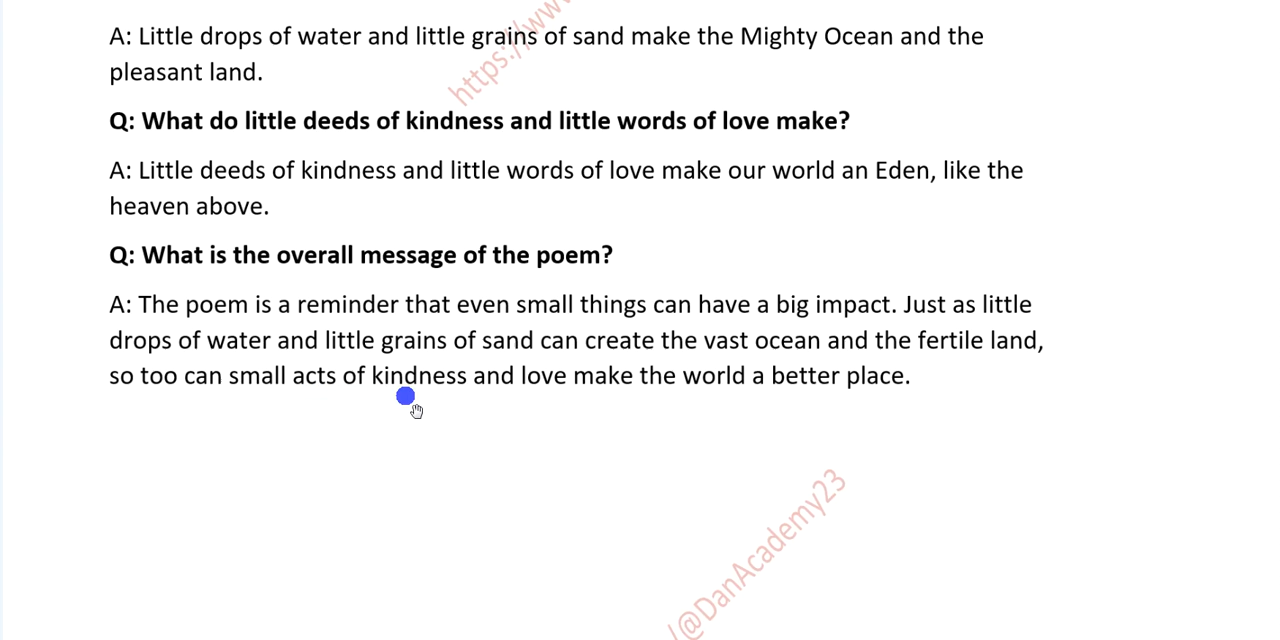 A: Little drops of water and little grains of sand make the Mighty Ocean and the
pleasant land.
Q: What do little deeds of kindness and little words of love make?
A: Little deeds of kindness and little words of love make our world an Eden, like the
heaven above.
Q: What is the overall message of the poem?
A: The poem is a reminder that even small things can have a big impact. Just as little
drops of water and little grains of sand can create the vast ocean and the fertile land,
so too can small acts of kindness and love make the world a better place.
https://www
/@DanAcademy23